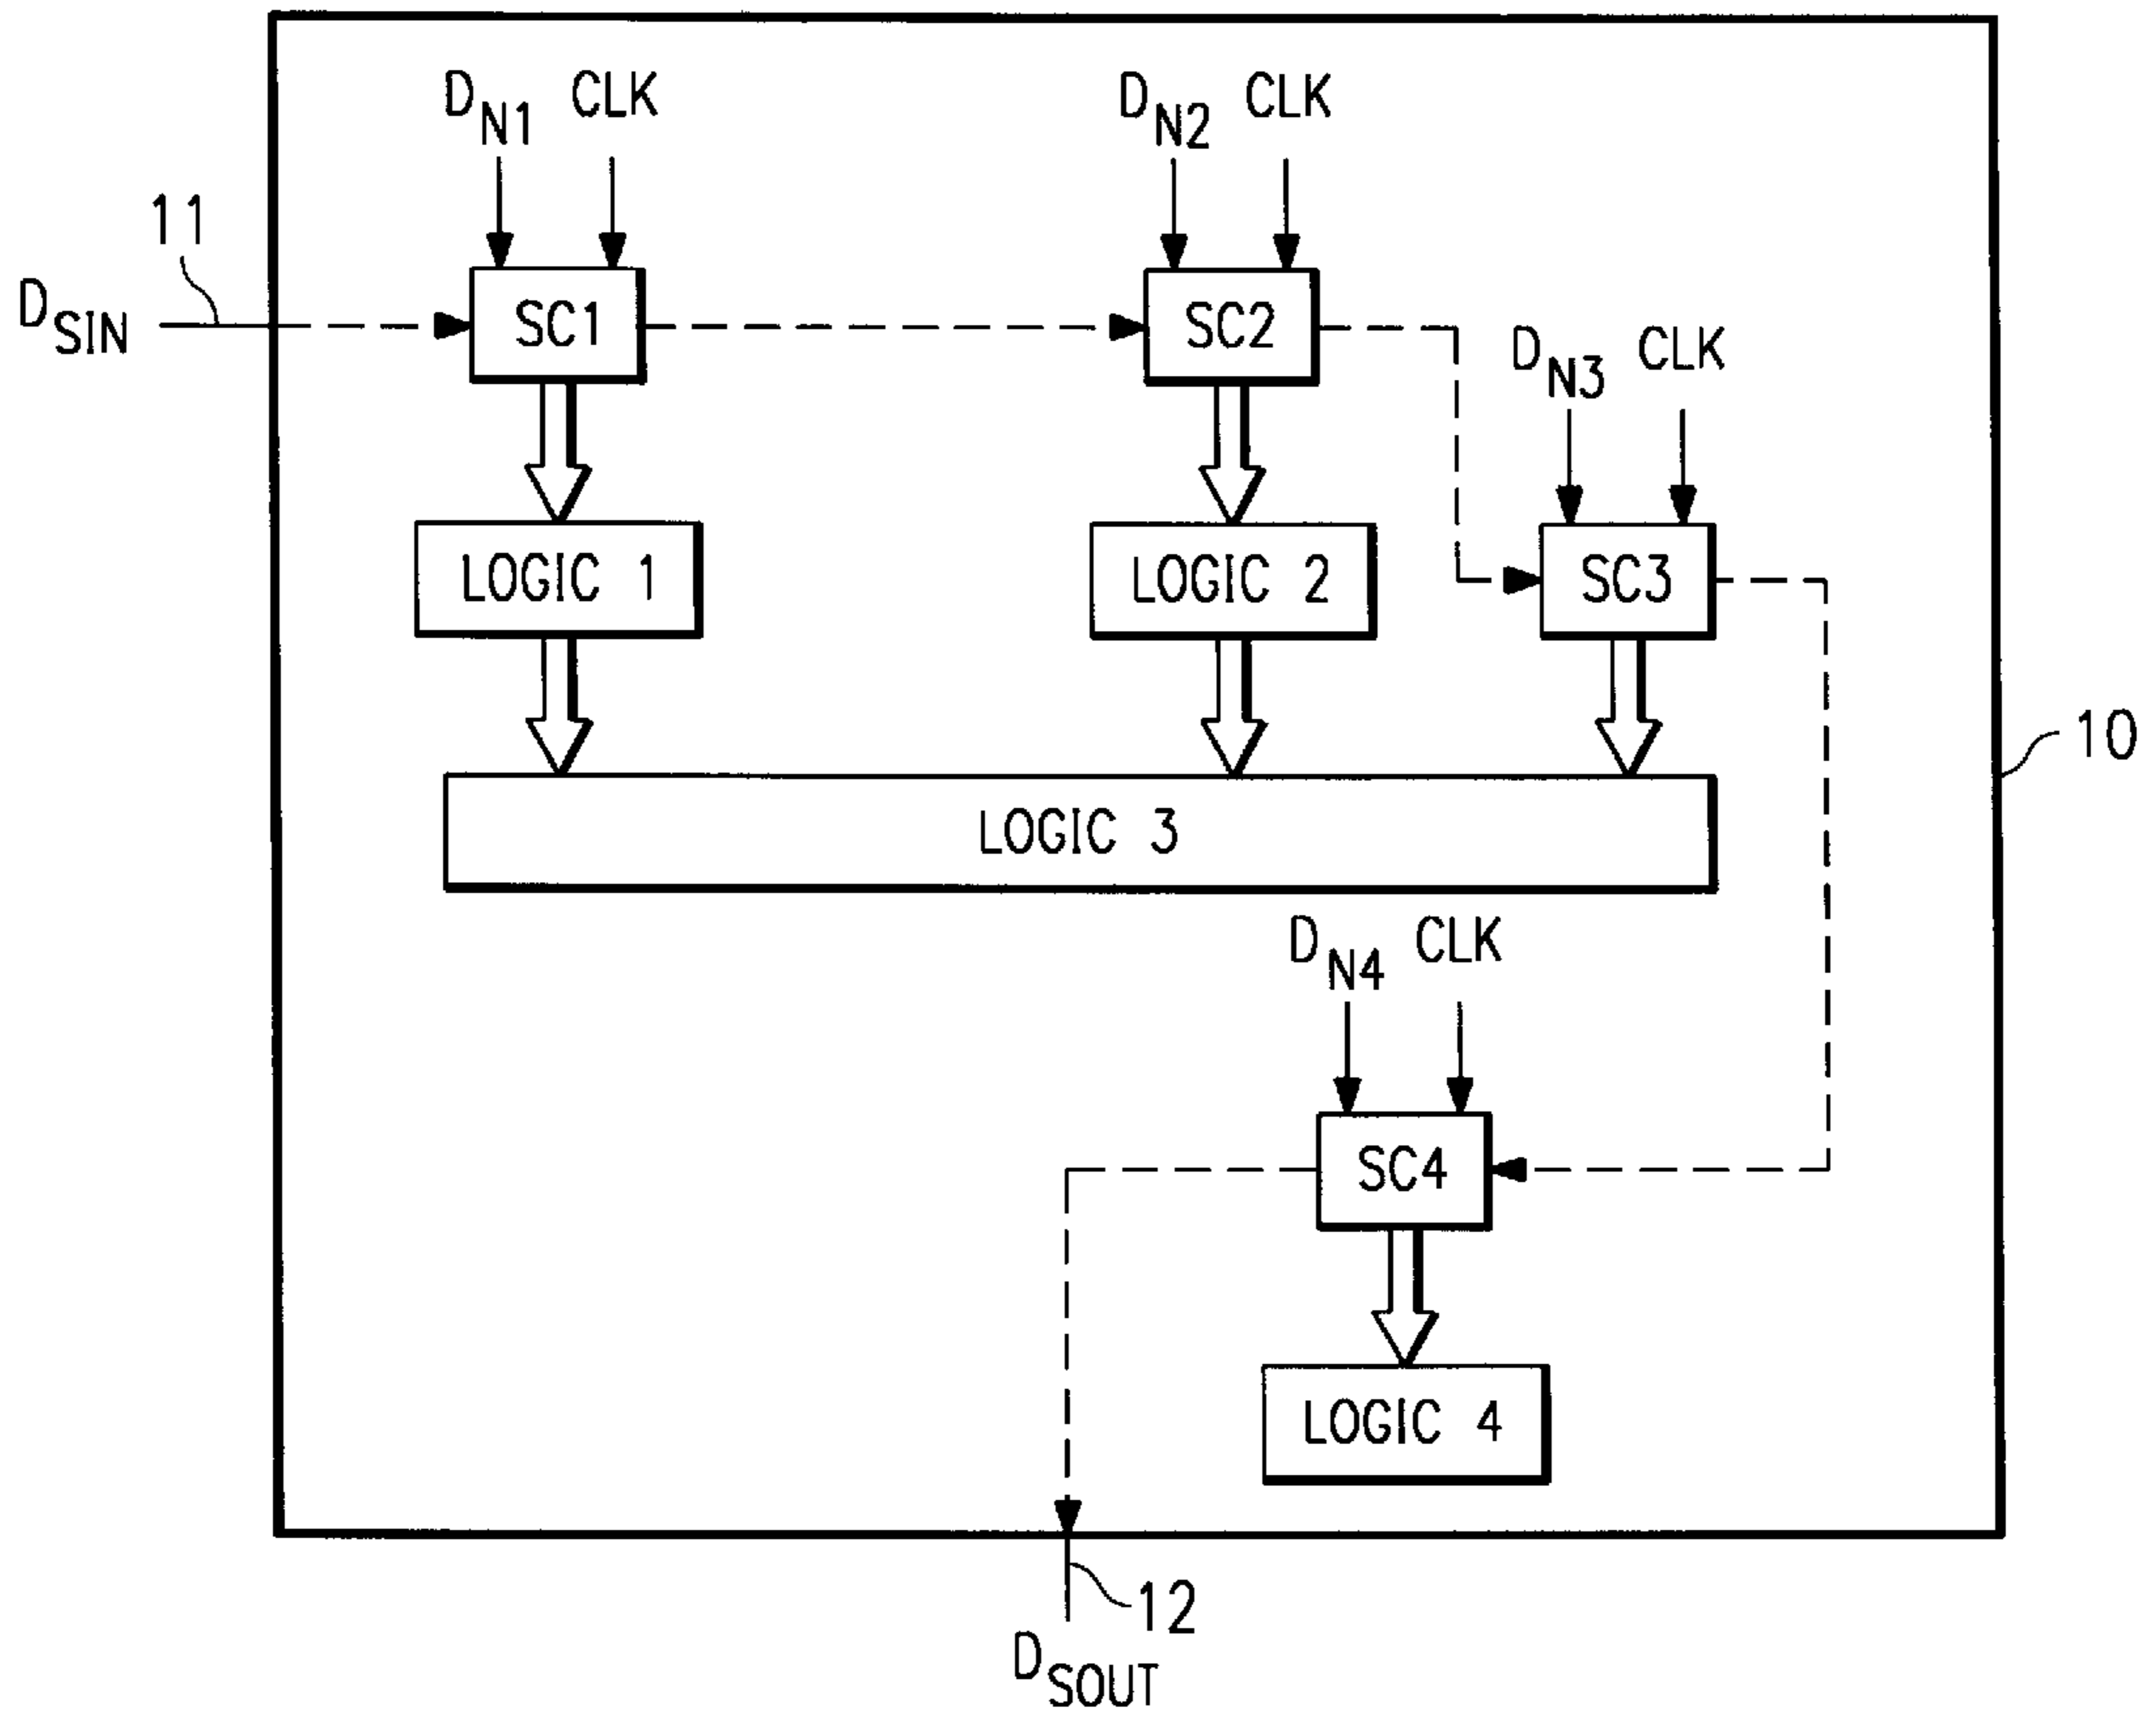 D_N1 CLK
D_N2 CLK
11
D_SIN
SC1
SC2
D_N3 CLK
LOGIC 1
LOGIC 2
SC3
10
LOGIC 3
D_N4 CLK
SC4
LOGIC 4
12
D_SOUT